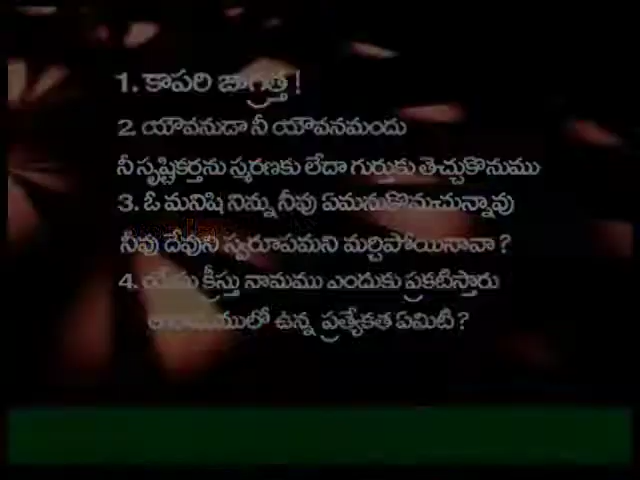 1. కాపరి జాగ్రత్త !
2. యౌవనుడా నీ యౌవనమందు
నీ సృష్టికర్తను స్మరణకు లేదా గుర్తుకు తెచ్చుకొనుము
3. ఓ మనిషి నిన్ను నీవు ఏమనుకొనుచున్నావు
నీవు దేవుని స్వరూపమని మర్చిపోయినావా ?
4. యేసు క్రీస్తు నామము ఎందుకు ప్రకటిస్తారు
లో ఉన్న ప్రత్యేకత ఏమిటి ?